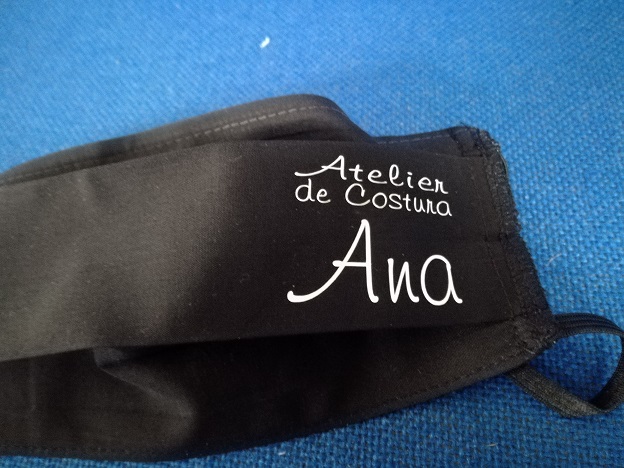 Atelier
de Costura
Ana